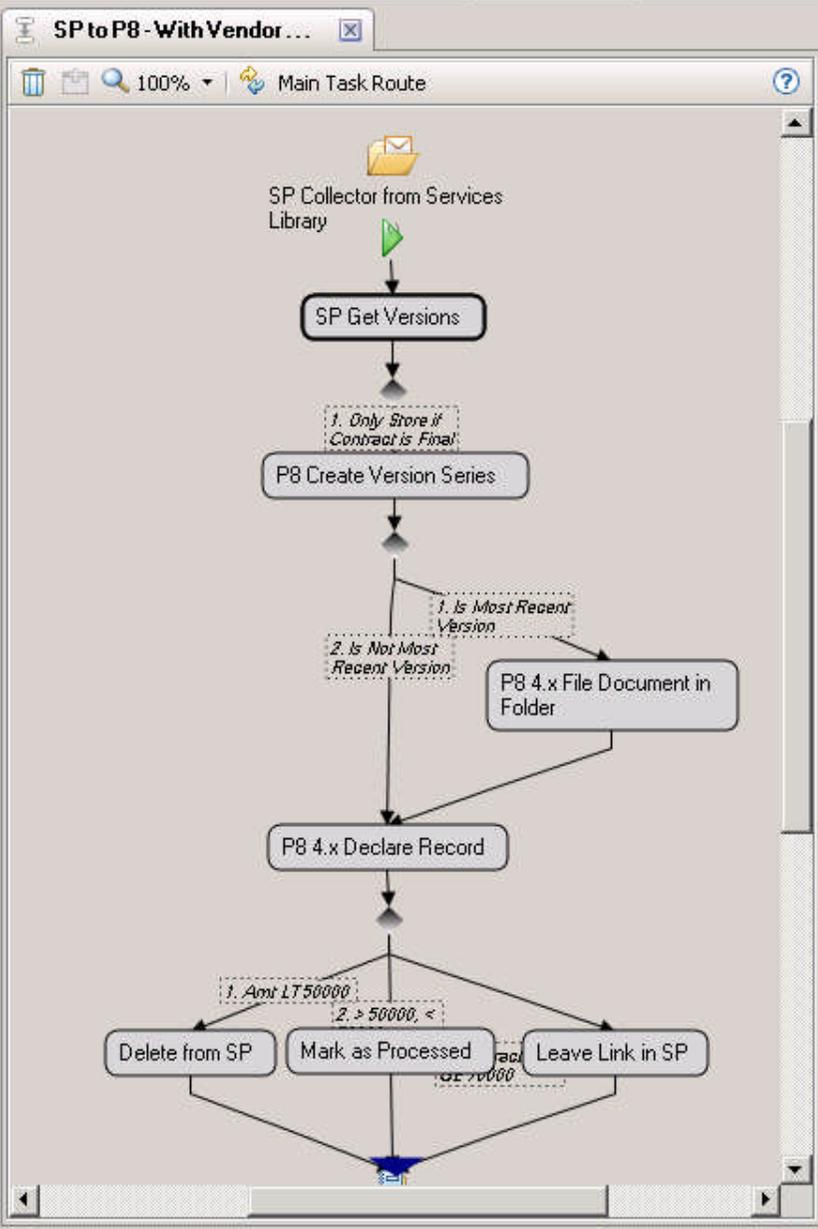 SP to P8 - With Vendor...
100%
Main Task Route
SP Collector from Services
Library
SP Get Versions
1. Only Store if
Contract is Final
P8 Create Version Series
1. Is Most Recent
Version
2. Is Not Most
Recent Version
P8 4.x File Document in
Folder
P8 4.x Declare Record
1. Amt LT 50000
2. > 50000, <
Delete from SP
Mark as Processed
Leave Link in SP